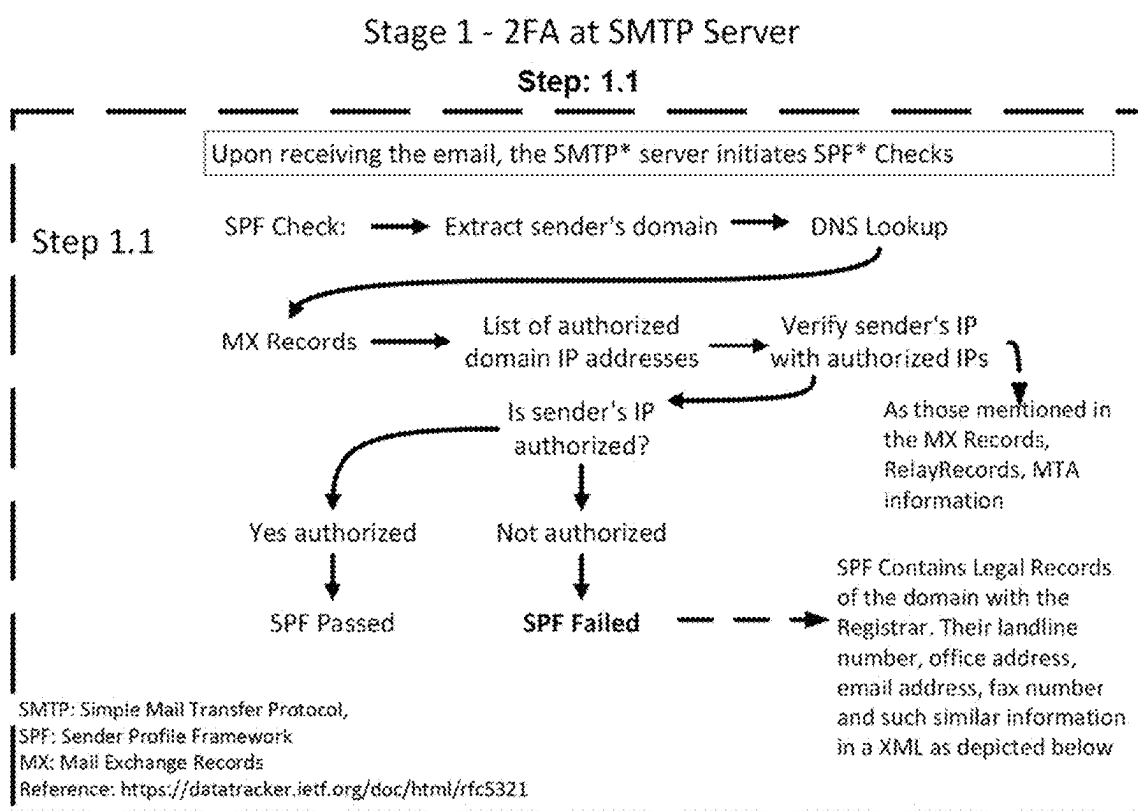 Stage 1 - 2FA at SMTP Server
Step: 1.1
Upon receiving the email, the SMTP* server initiates SPF* Checks
Step 1.1
SPF Check:
Extract sender's domain
DNS Lookup
MX Records
List of authorized
domain IP addresses
Verify sender's IP
with authorized IPs
As those mentioned in
the MX Records,
RelayRecords, MTA
information
Is sender's IP
authorized?
Yes authorized
Not authorized
SPF Passed
SPF Failed
SPF Contains Legal Records
of the domain with the
Registrar. Their landline
number, office address,
email address, fax number
and such similar information
in a XML as depicted below
SMTP: Simple Mail Transfer Protocol,
SPF: Sender Profile Framework
MX: Mail Exchange Records
Reference: https://datatracker.ietf.org/doc/html/rfc5321